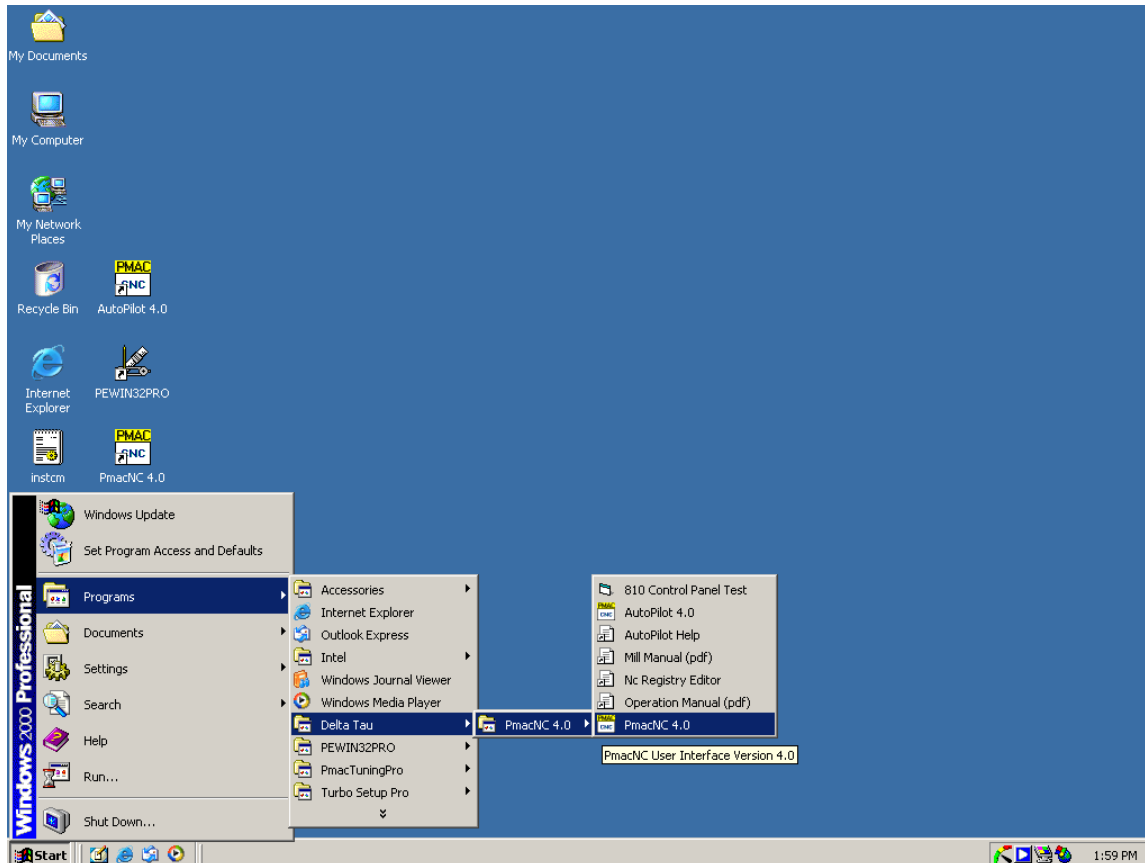 My Documents
My Computer
My Network
Places
PMAC
CNC
Recycle Bin
AutoPilot 4.0
Internet
Explorer
PEWIN32PRO
PMAC
CNC
instcm
PmacNC 4.0
Windows 2000 Professional
Windows Update
Set Program Access and Defaults
Programs
Documents
Settings
Search
Help
Run...
Shut Down...
Accessories
Internet Explorer
Outlook Express
Intel
Windows Journal Viewer
Windows Media Player
Delta Tau
PEWIN32PRO
PmacTuningPro
Turbo Setup Pro
PmacNC 4.0
810 Control Panel Test
AutoPilot 4.0
AutoPilot Help
Mill Manual (pdf)
Nc Registry Editor
Operation Manual (pdf)
PmacNC 4.0
PmacNC User Interface Version 4.0
Start
1:59 PM